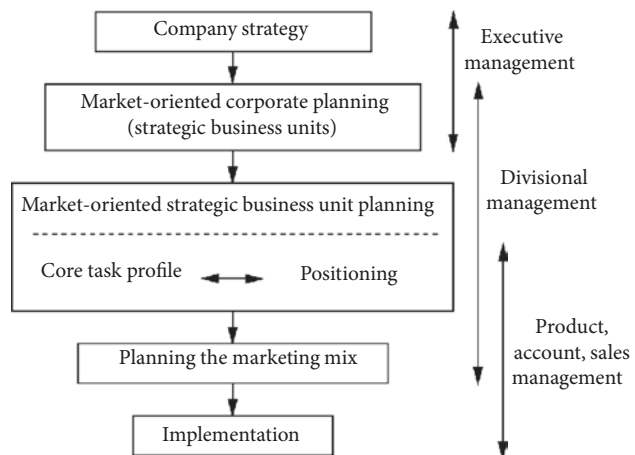 Company strategy
Executive
management
Market-oriented corporate planning
(strategic business units)
Divisional
management
Market-oriented strategic business unit planning
Core task profile
Positioning
Product,
account, sales
management
Planning the marketing mix
Implementation